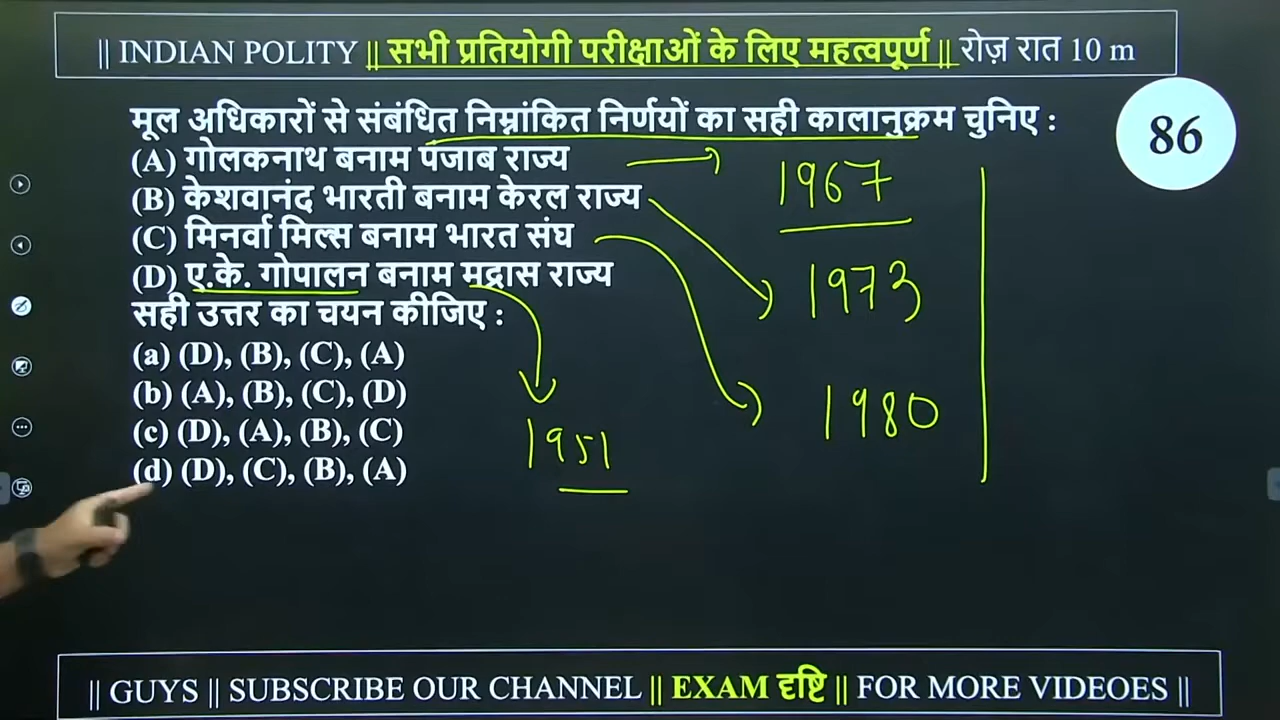 || INDIAN POLITY || सभी प्रतियोगी परीक्षाओं के लिए महत्वपूर्ण || रोज़ रात 10 m
86
मूल अधिकारों से संबंधित निम्नांकित निर्णयों का सही कालानुक्रम चुनिए :
(A) गोलकनाथ बनाम पंजाब राज्य 1967
(B) केशवानंद भारती बनाम केरल राज्य 1973
(C) मिनर्वा मिल्स बनाम भारत संघ 1980
(D) ए.के. गोपालन बनाम मद्रास राज्य 1951
सही उत्तर का चयन कीजिए :
(a) (D), (B), (C), (A)
(b) (A), (B), (C), (D)
(c) (D), (A), (B), (C)
(d) (D), (C), (B), (A)
|| GUYS || SUBSCRIBE OUR CHANNEL || EXAM दृष्टि || FOR MORE VIDEOES ||